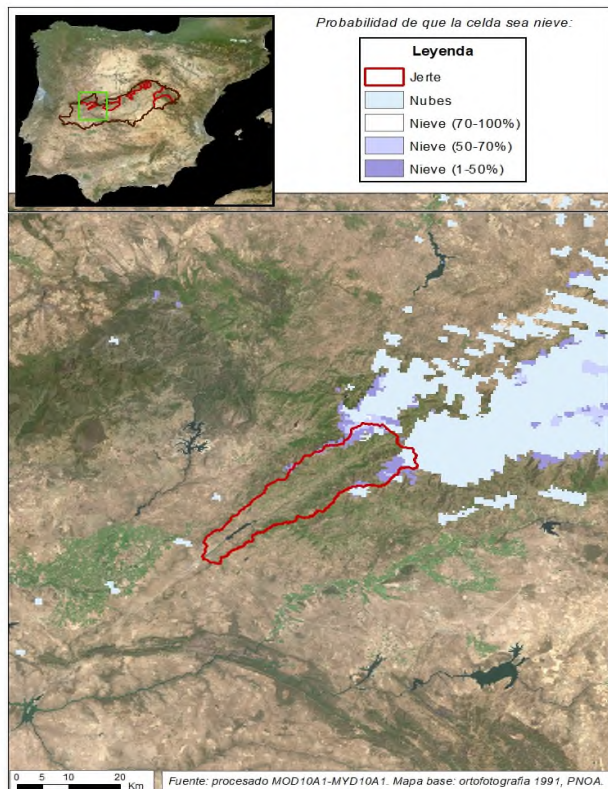 Probabilidad de que la celda sea nieve:
Leyenda
Jerte
Nubes
Nieve (70-100%)
Nieve (50-70%)
Nieve (1-50%)
0 5 10 20
Km
Fuente: procesado MOD10A1-MYD10A1. Mapa base: ortofotografia 1991, PNOA.